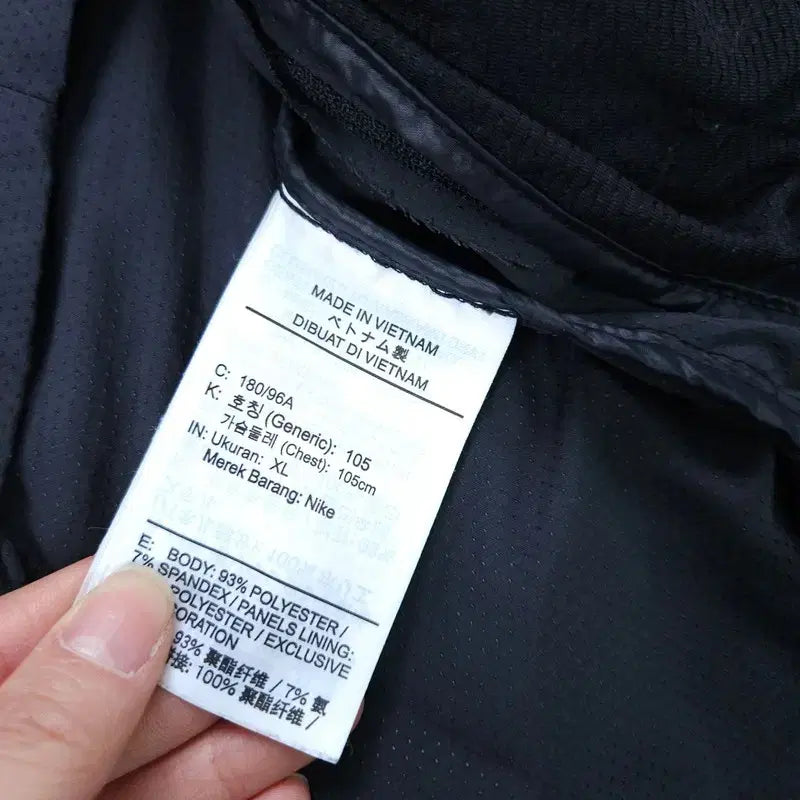 MADE IN VIETNAM
ベトナム製
DIBUAT DI VIETNAM
C: 180/96A
K: 호칭 (Generic): 105
가슴둘레 (Chest): 105cm
IN: Ukuran: XL
Merek Barang: Nike
E: BODY: 93% POLYESTER /
7% SPANDEX / PANELS LINING:
POLYESTER / EXCLUSIVE
ORATION
93% 聚酯纤维 / 7% 氨
接: 100% 聚酯纤维 /